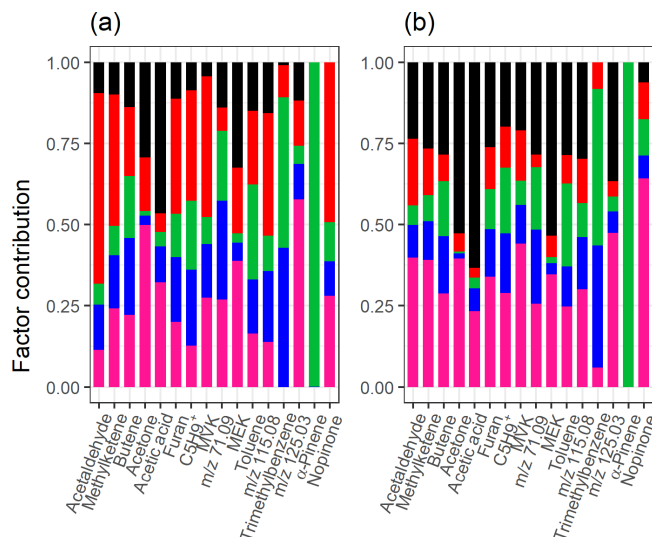 (a)
(b)
Factor contribution
1.00
0.75
0.50
0.25
0.00
Acetaldehyde
Methylketene
Butene
Acetone
Acetic acid
Furan
C5H9⁺
MVK
m/z 71.09
MEK
Toluene
m/z 115.08
Trimethylbenzene
m/z 125.03
α-Pinene
Nopinone
1.00
0.75
0.50
0.25
0.00
Acetaldehyde
Methylketene
Butene
Acetone
Acetic acid
Furan
C5H9⁺
MVK
m/z 71.09
MEK
Toluene
m/z 115.08
Trimethylbenzene
m/z 125.03
α-Pinene
Nopinone